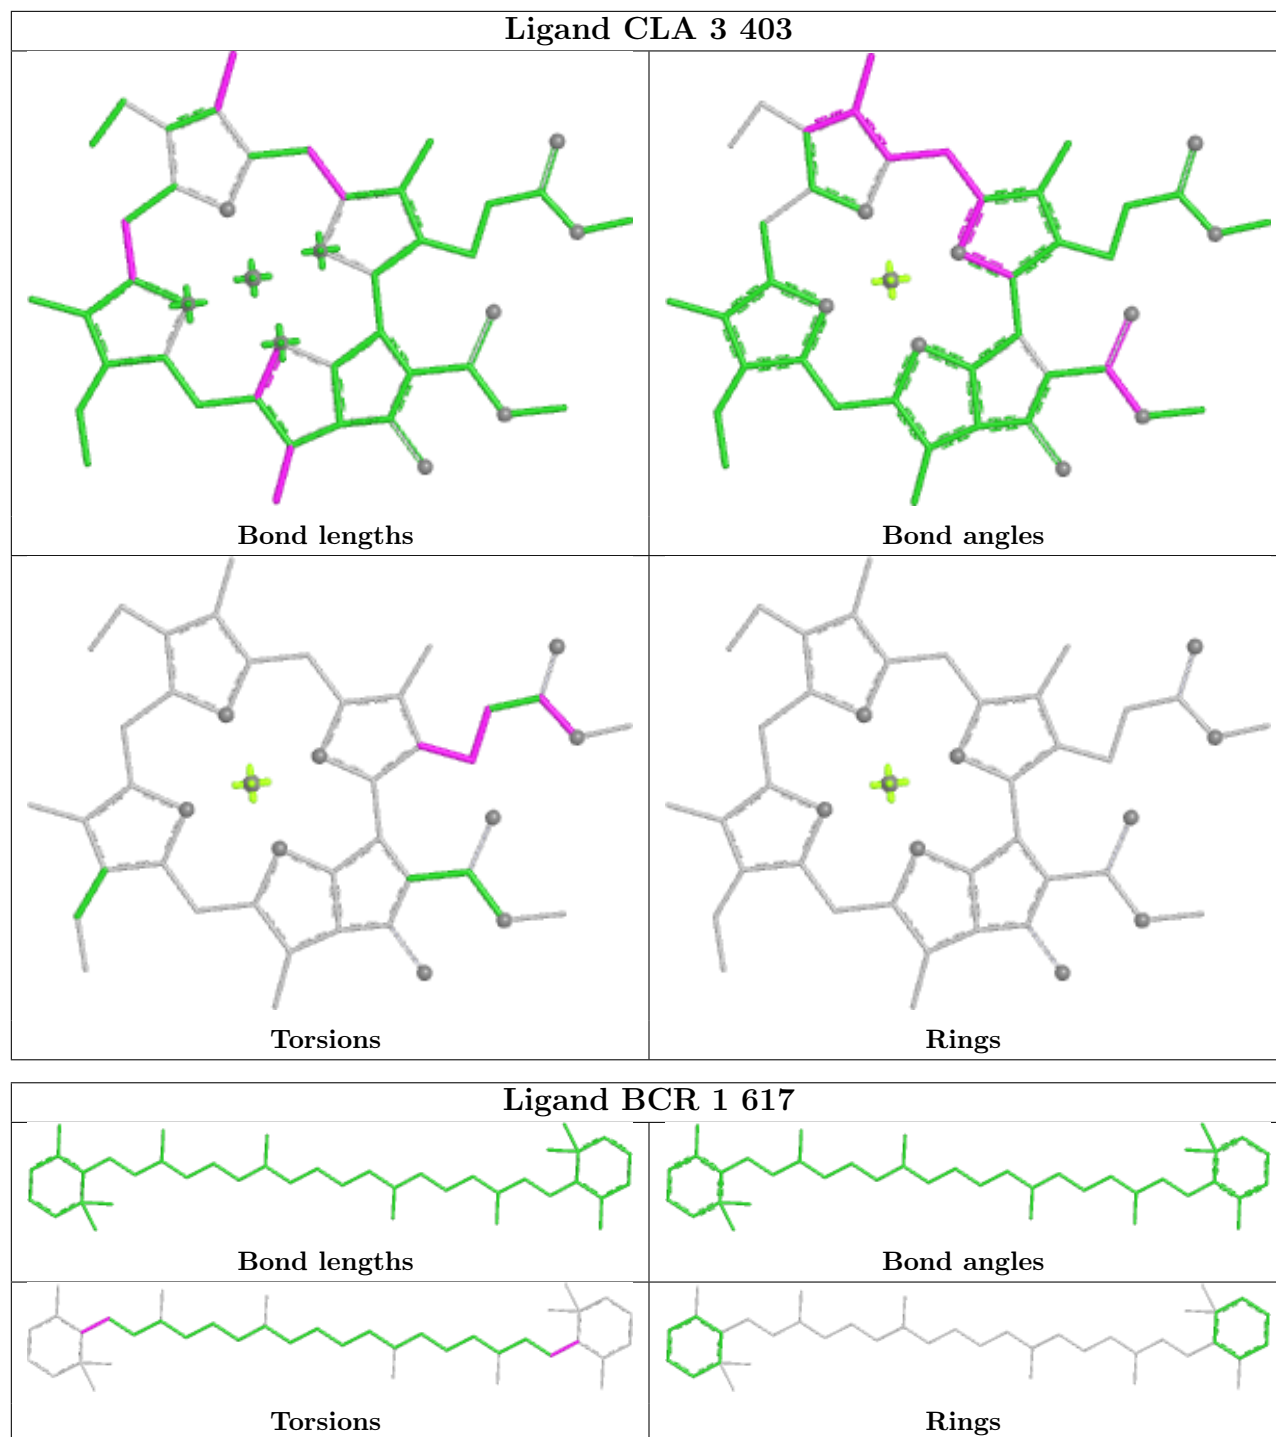 Ligand CLA 3 403
Bond lengths
Bond angles
Torsions
Rings
Ligand BCR 1 617
Bond lengths
Bond angles
Torsions
Rings